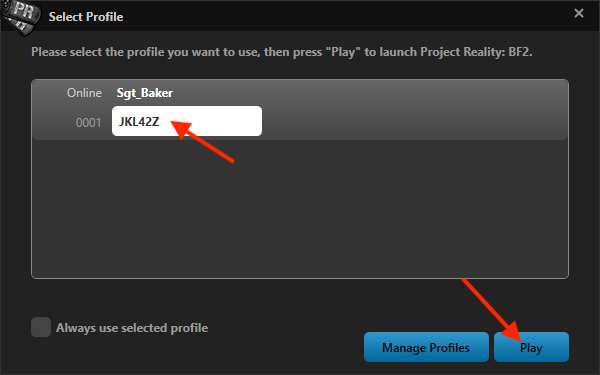 PR
Select Profile
Please select the profile you want to use, then press "Play" to launch Project Reality: BF2.
Online Sgt_Baker
0001 JKL42Z
Always use selected profile
Manage Profiles
Play